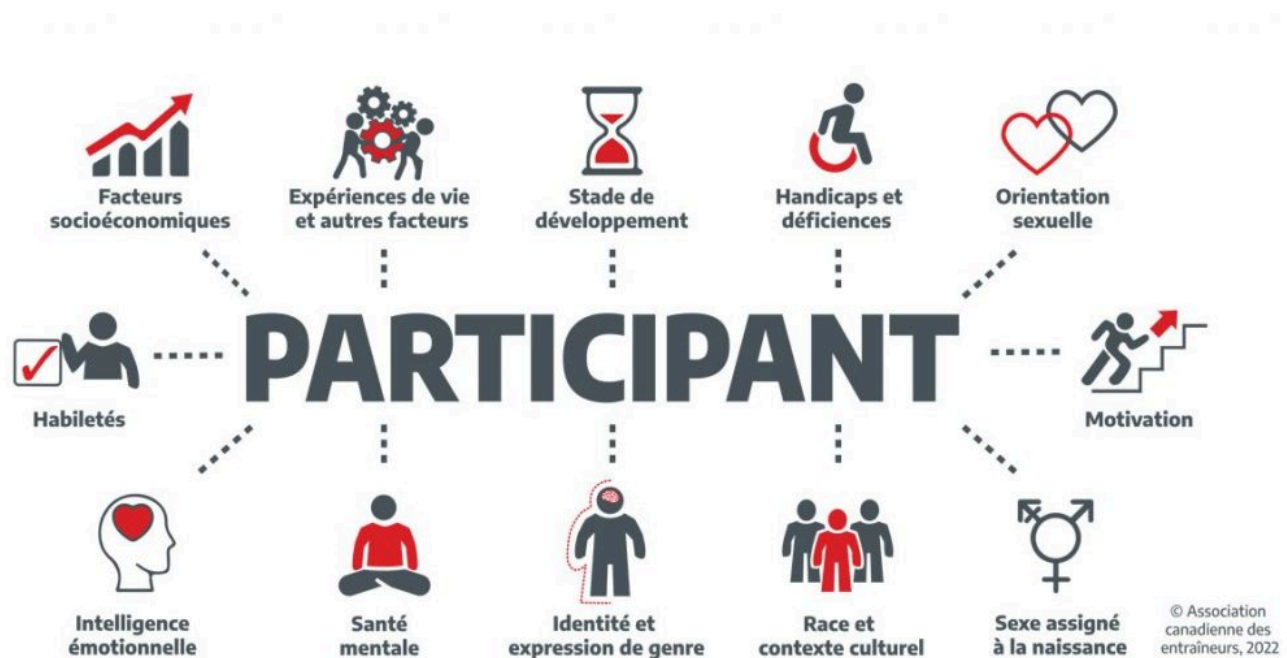 Facteurs
socioéconomiques
Expériences de vie
et autres facteurs
Stade de
développement
Handicaps et
déficiences
Orientation
sexuelle
Habiletés
PARTICIPANT
Motivation
Intelligence
émotionnelle
Santé
mentale
Identité et
expression de genre
Race et
contexte culturel
Sexe assigné
à la naissance
© Association
canadienne des
entraîneurs, 2022